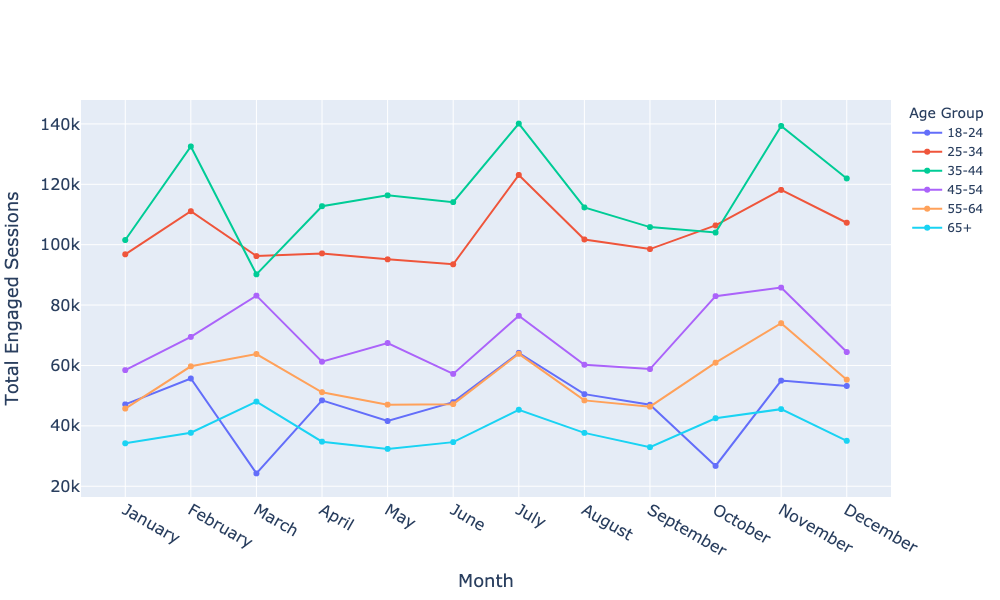 140k
120k
100k
80k
60k
40k
20k
Total Engaged Sessions
January
February
March
April
May
June
July
August
September
October
November
December
Month
Age Group
18-24
25-34
35-44
45-54
55-64
65+